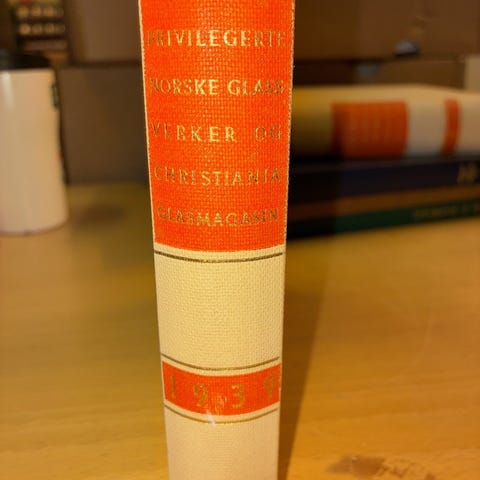 PRIVILEGERTE
NORSKE GLASS
VERKER OG
CHRISTIANIA
GLASMAGASIN
1939